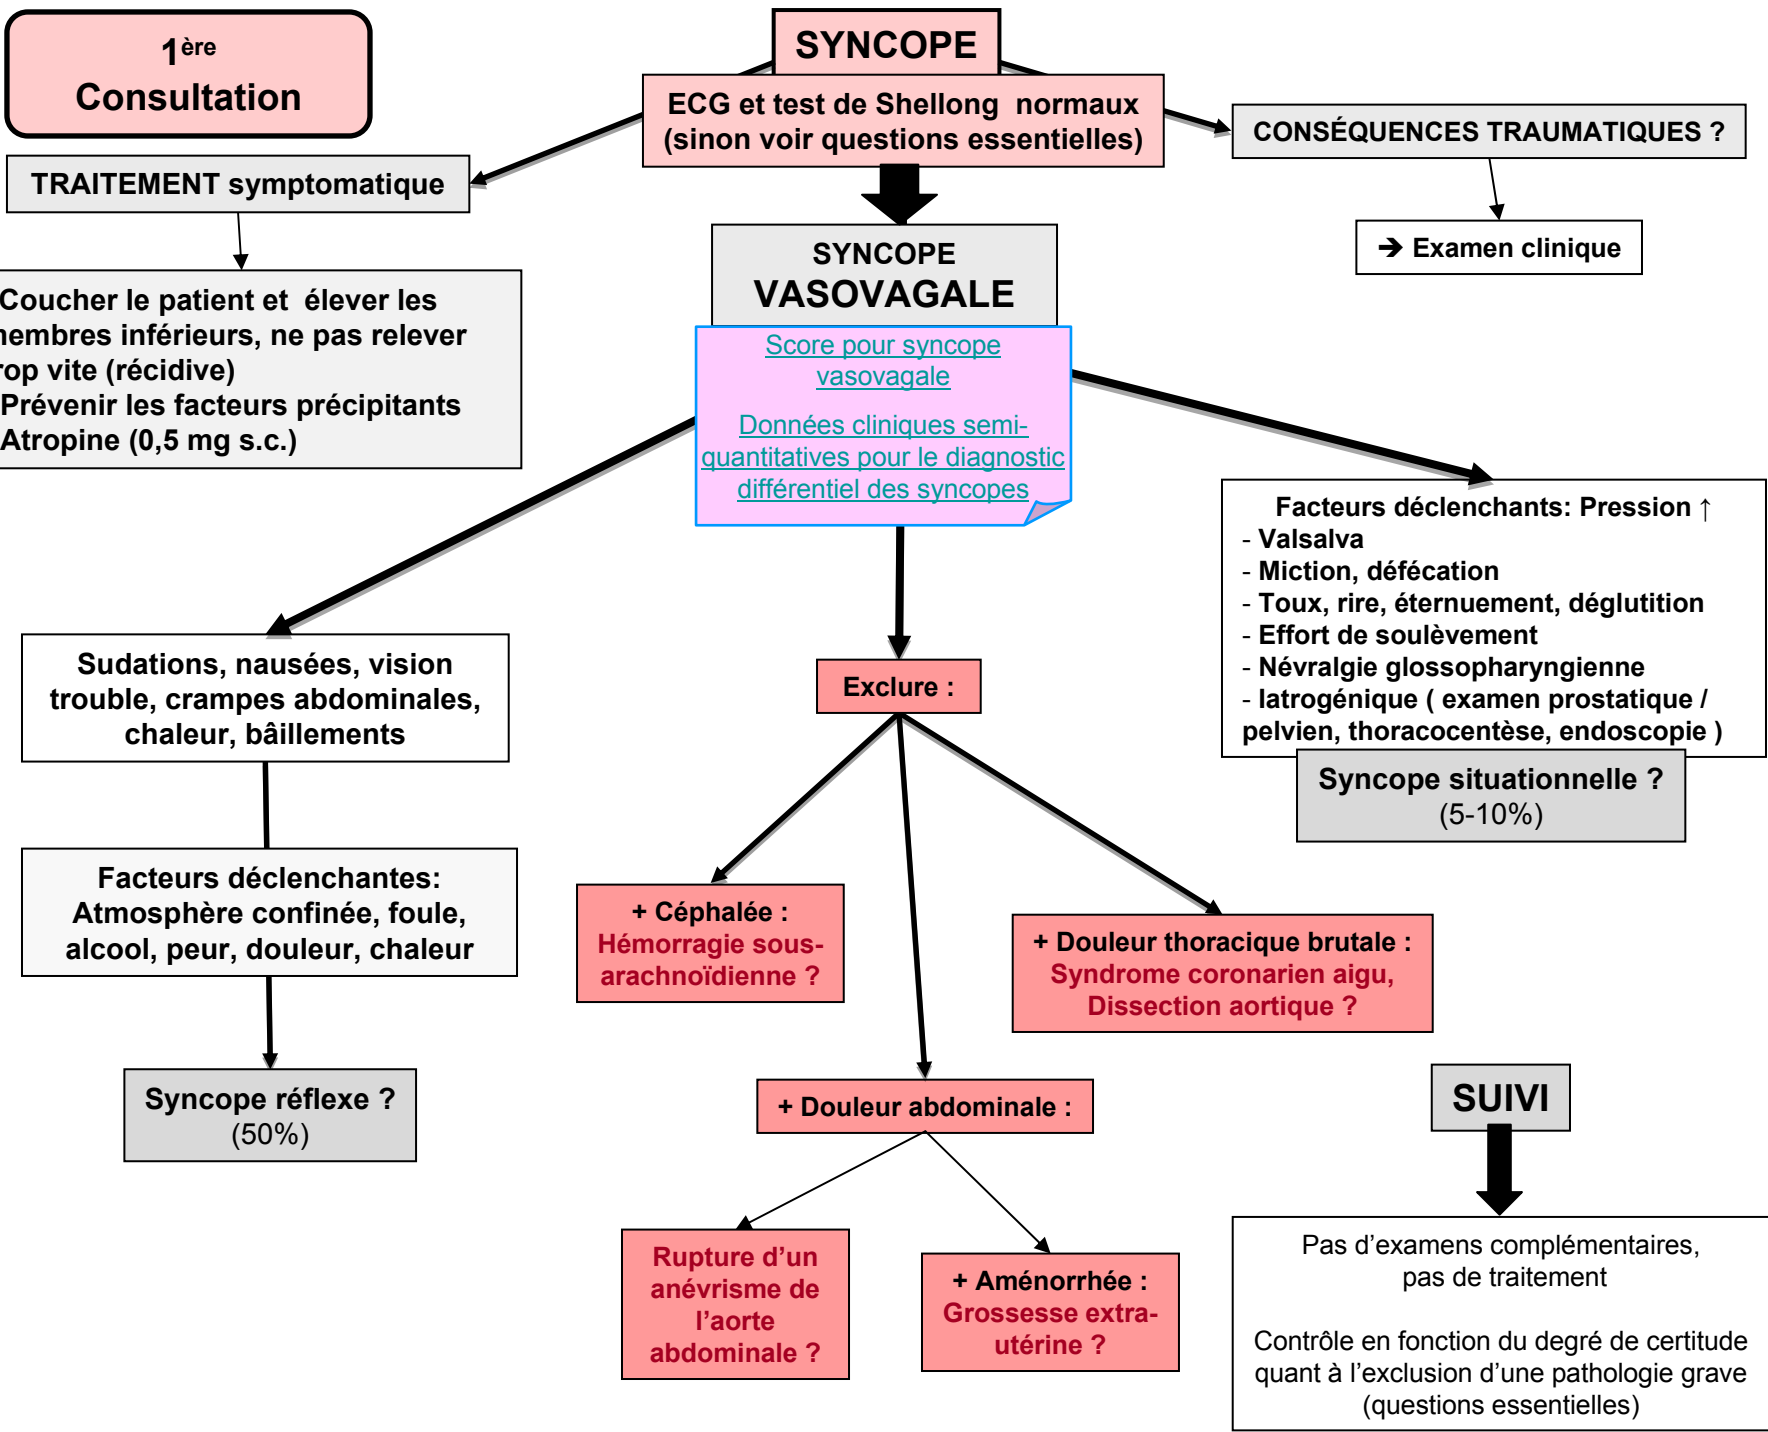 1ère
Consultation
SYNCOPE
ECG et test de Shellong normaux
(sinon voir questions essentielles)
CONSÉQUENCES TRAUMATIQUES ?
➔ Examen clinique
TRAITEMENT symptomatique
Coucher le patient et élever les
membres inférieurs, ne pas relever
trop vite (récidive)
Prévenir les facteurs précipitants
Atropine (0,5 mg s.c.)
SYNCOPE
VASOVAGALE
Score pour syncope
vasovagale
Données cliniques semi-
quantitatives pour le diagnostic
différentiel des syncopes
Facteurs déclenchants: Pression ↑
- Valsalva
- Miction, défécation
- Toux, rire, éternuement, déglutition
- Effort de soulèvement
- Névralgie glossopharyngienne
- Iatrogénique ( examen prostatique /
pelvien, thoracocentèse, endoscopie )
Syncope situationnelle ?
(5-10%)
Sudations, nausées, vision
trouble, crampes abdominales,
chaleur, bâillements
Facteurs déclenchantes:
Atmosphère confinée, foule,
alcool, peur, douleur, chaleur
Syncope réflexe ?
(50%)
Exclure :
+ Céphalée :
Hémorragie sous-
arachnoïdienne ?
+ Douleur thoracique brutale :
Syndrome coronarien aigu,
Dissection aortique ?
+ Douleur abdominale :
Rupture d’un
anévrisme de
l’aorte
abdominale ?
+ Aménorrhée :
Grossesse extra-
utérine ?
SUIVI
Pas d’examens complémentaires,
pas de traitement
Contrôle en fonction du degré de certitude
quant à l’exclusion d’une pathologie grave
(questions essentielles)